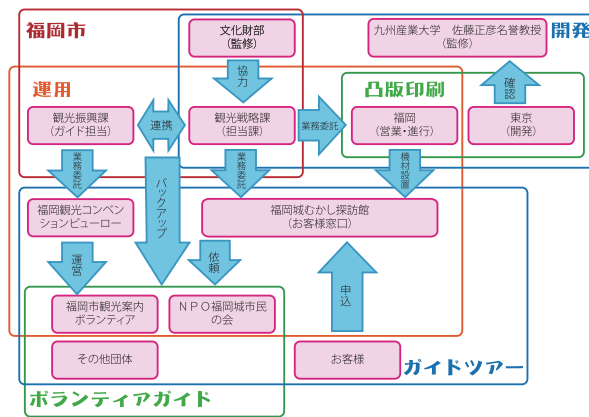 福岡市
開発
文化財部
（監修）
九州産業大学　佐藤正彦名誉教授
（監修）
運用
協力
確認
凸版印刷
観光振興課
（ガイド担当）
連携
観光戦略課
（担当課）
業務委託
福岡
（営業・進行）
東京
（開発）
業務委託
バックアップ
業務委託
機材設置
福岡観光コンベン
ションビューロー
福岡城むかし探訪館
（お客様窓口）
運営
依頼
申込
福岡市観光案内
ボランティア
ＮＰＯ福岡城市民
の会
その他団体
お客様
ガイドツアー
ボランティアガイド